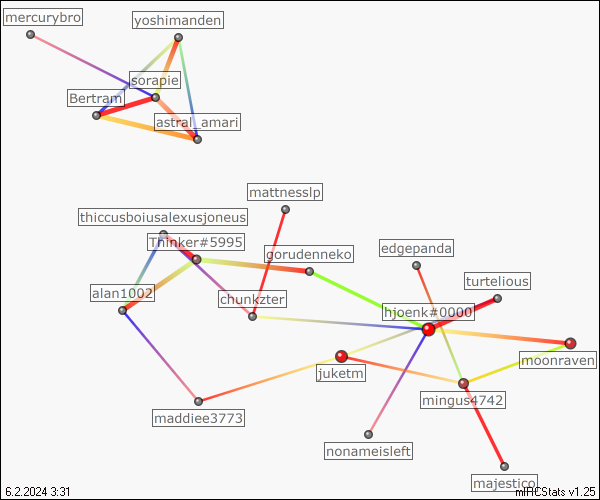 mercurybro
yoshimanden
sorapie
Bertram
astral_amari
mattnesslp
thiccusboiusalexusjoneus
Thinker#5995
gorudenneko
edgepanda
turtelious
alan1002
chunkzter
hjoenk#0000
moonraven
juketm
mingus4742
maddiee3773
nonameisleft
majestico
6.2.2024 3:31
mIRCStats v1.25